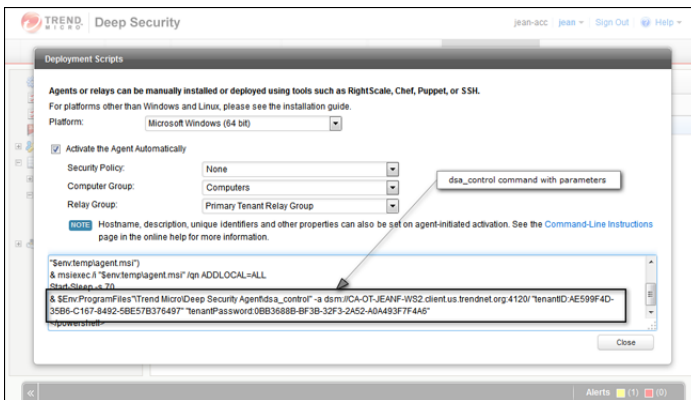 TREND MICRO Deep Security
jean-acc jean Sign Out Help
Deployment Scripts
Agents or relays can be manually installed or deployed using tools such as RightScale, Chef, Puppet, or SSH.
For platforms other than Windows and Linux, please see the installation guide.
Platform: Microsoft Windows (64 bit)
Activate the Agent Automatically
Security Policy: None
Computer Group: Computers
dsa_control command with parameters
Relay Group: Primary Tenant Relay Group
NOTE Hostname, description, unique identifiers and other properties can also be set on agent-initiated activation. See the Command-Line Instructions
page in the online help for more information.
"$env:temp\agent.msi")
& msiexec /i "$env:temp\agent.msi" /qn ADDLOCAL=ALL
Start-Sleep -s 70
& $Env:ProgramFiles"\Trend Micro\Deep Security Agent\dsa_control" -a dsm://CA-OT-JEANF-WS2.client.us.trendnet.org:4120/ "tenantID:AE599F4D-
35B6-C167-8492-5BE57B376497" "tenantPassword:0BB3688B-BF3B-32F3-2A52-A0A493F7F4A6"
</powershell>
Close
Alerts (1) (0)